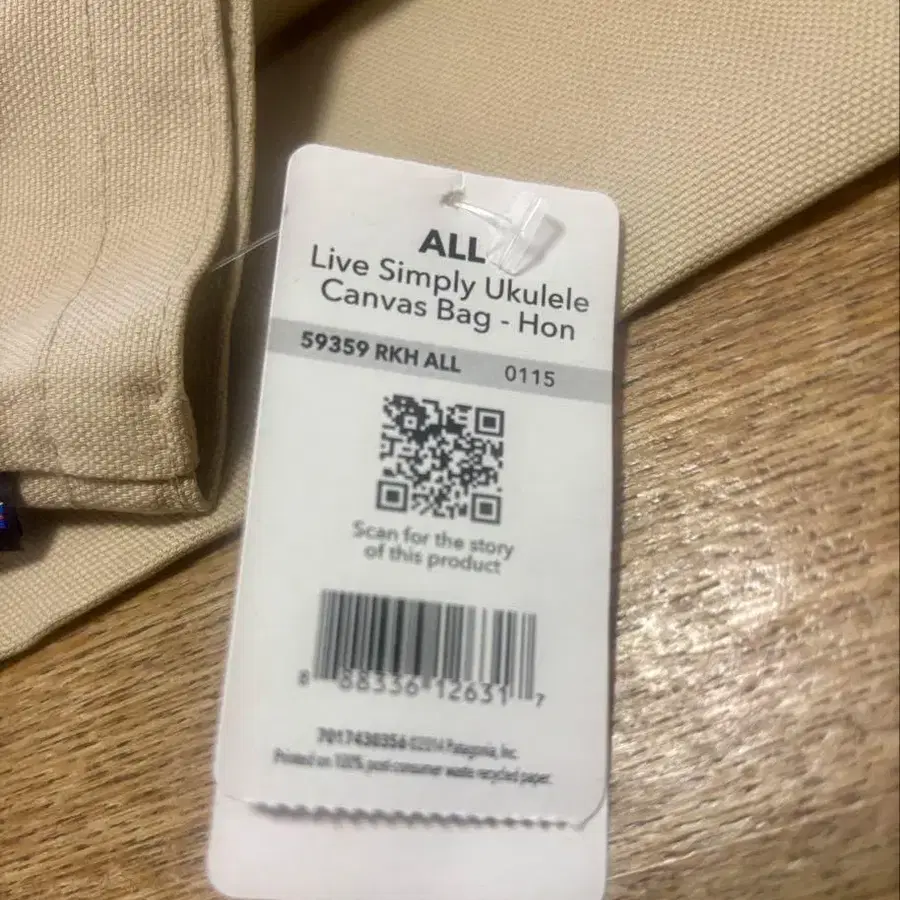 ALL
Live Simply Ukulele
Canvas Bag - Hon
59359 RKH ALL 0115
Scan for the story
of this product
8 88336 12631 7
7017430356 ©2014 Patagonia, Inc.
Printed on 100% post-consumer waste recycled paper.